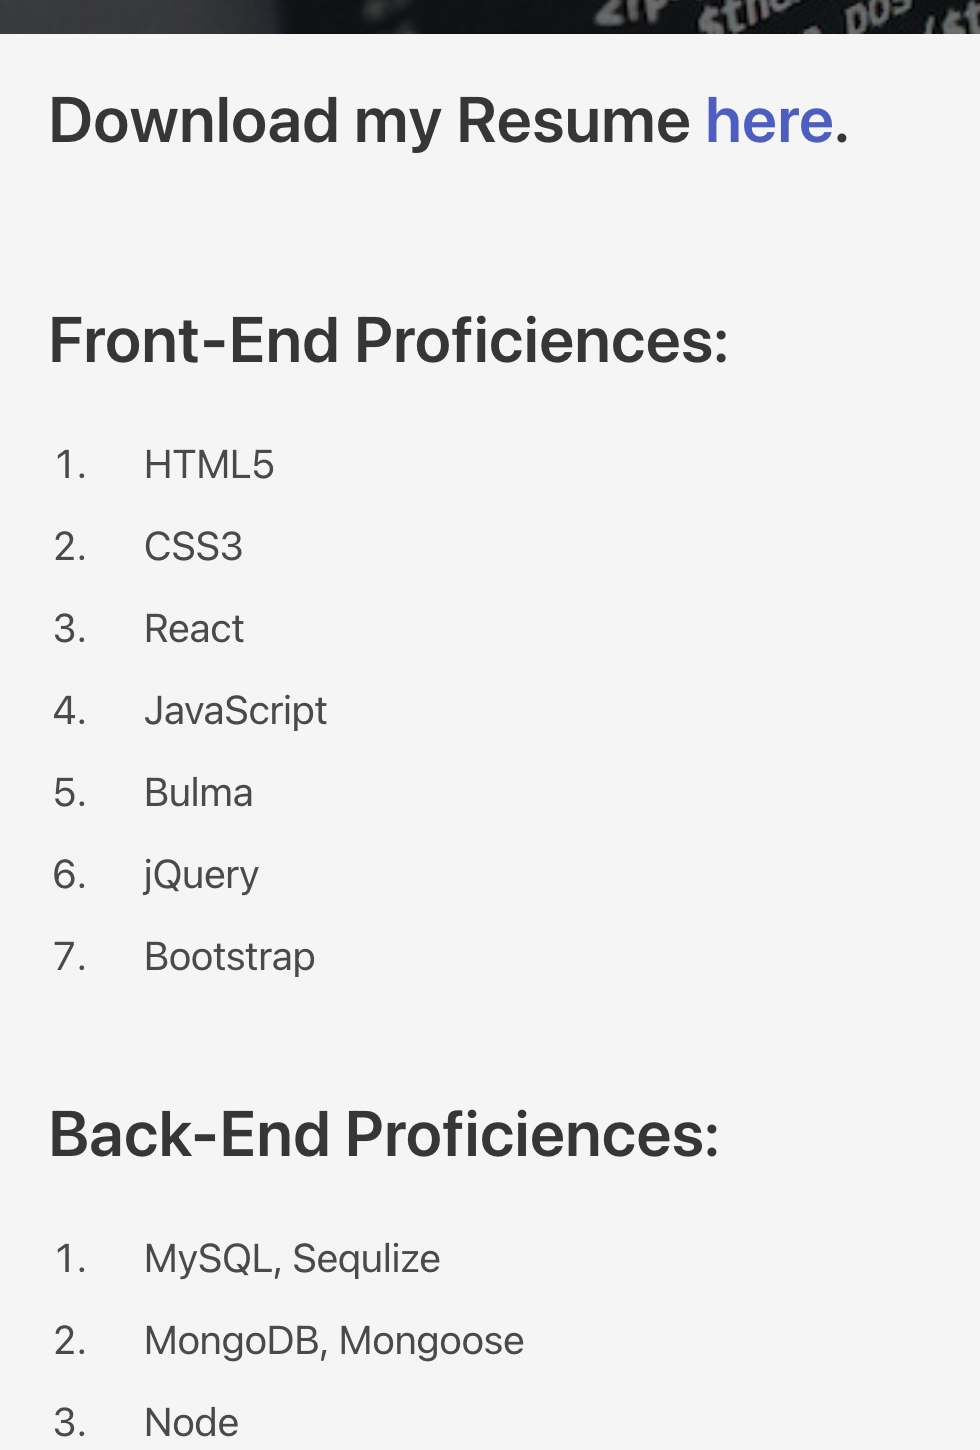 Download my Resume here.
Front-End Proficiences:
1. HTML5
2. CSS3
3. React
4. JavaScript
5. Bulma
6. jQuery
7. Bootstrap
Back-End Proficiences:
1. MySQL, Sequlize
2. MongoDB, Mongoose
3. Node